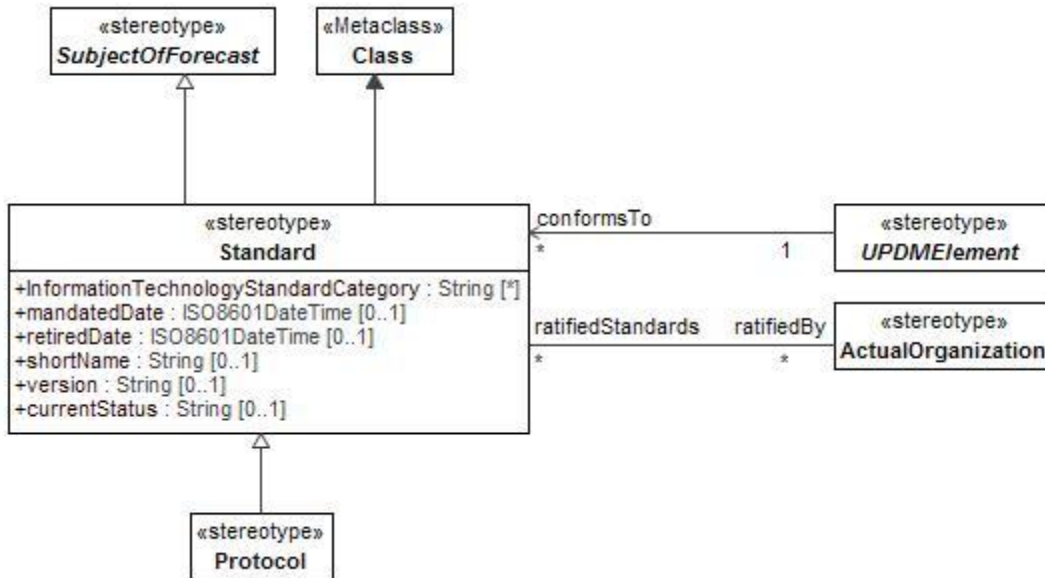 «stereotype»
SubjectOfForecast
«Metaclass»
Class
«stereotype»
Standard
+InformationTechnologyStandardCategory : String [*]
+mandatedDate : ISO8601DateTime [0..1]
+retiredDate : ISO8601DateTime [0..1]
+shortName : String [0..1]
+version : String [0..1]
+currentStatus : String [0..1]
conformsTo
*
1
«stereotype»
UPDMElement
ratifiedStandards
ratifiedBy
*
*
«stereotype»
ActualOrganization
«stereotype»
Protocol